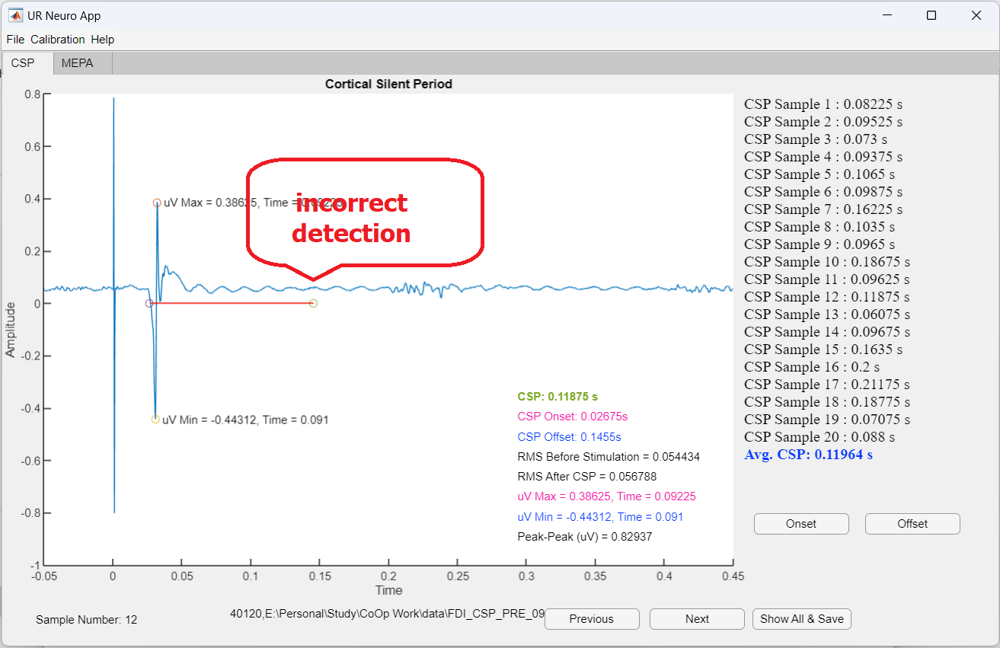 UR Neuro App
File Calibration Help
CSP MEPA
Cortical Silent Period
0.8
0.6
0.4
0.2
0
-0.2
-0.4
-0.6
-0.8
-1
Amplitude
uV Max = 0.38625, Time = 0.09225
incorrect
detection
uV Min = -0.44312, Time = 0.091
CSP: 0.11875 s
CSP Onset: 0.02675s
CSP Offset: 0.1455s
RMS Before Stimulation = 0.054434
RMS After CSP = 0.056788
uV Max = 0.38625, Time = 0.09225
uV Min = -0.44312, Time = 0.091
Peak-Peak (uV) = 0.82937
-0.05 0 0.05 0.1 0.15 0.2 0.25 0.3 0.35 0.4 0.45
Time
CSP Sample 1 : 0.08225 s
CSP Sample 2 : 0.09525 s
CSP Sample 3 : 0.073 s
CSP Sample 4 : 0.09375 s
CSP Sample 5 : 0.1065 s
CSP Sample 6 : 0.09875 s
CSP Sample 7 : 0.16225 s
CSP Sample 8 : 0.1035 s
CSP Sample 9 : 0.0965 s
CSP Sample 10 : 0.18675 s
CSP Sample 11 : 0.09625 s
CSP Sample 12 : 0.11875 s
CSP Sample 13 : 0.06075 s
CSP Sample 14 : 0.09675 s
CSP Sample 15 : 0.1635 s
CSP Sample 16 : 0.2 s
CSP Sample 17 : 0.21175 s
CSP Sample 18 : 0.18775 s
CSP Sample 19 : 0.07075 s
CSP Sample 20 : 0.088 s
Avg. CSP: 0.11964 s
Onset Offset
Sample Number: 12
40120,E:\Personal\Study\CoOp Work\data\FDI_CSP_PRE_09
Previous Next Show All & Save